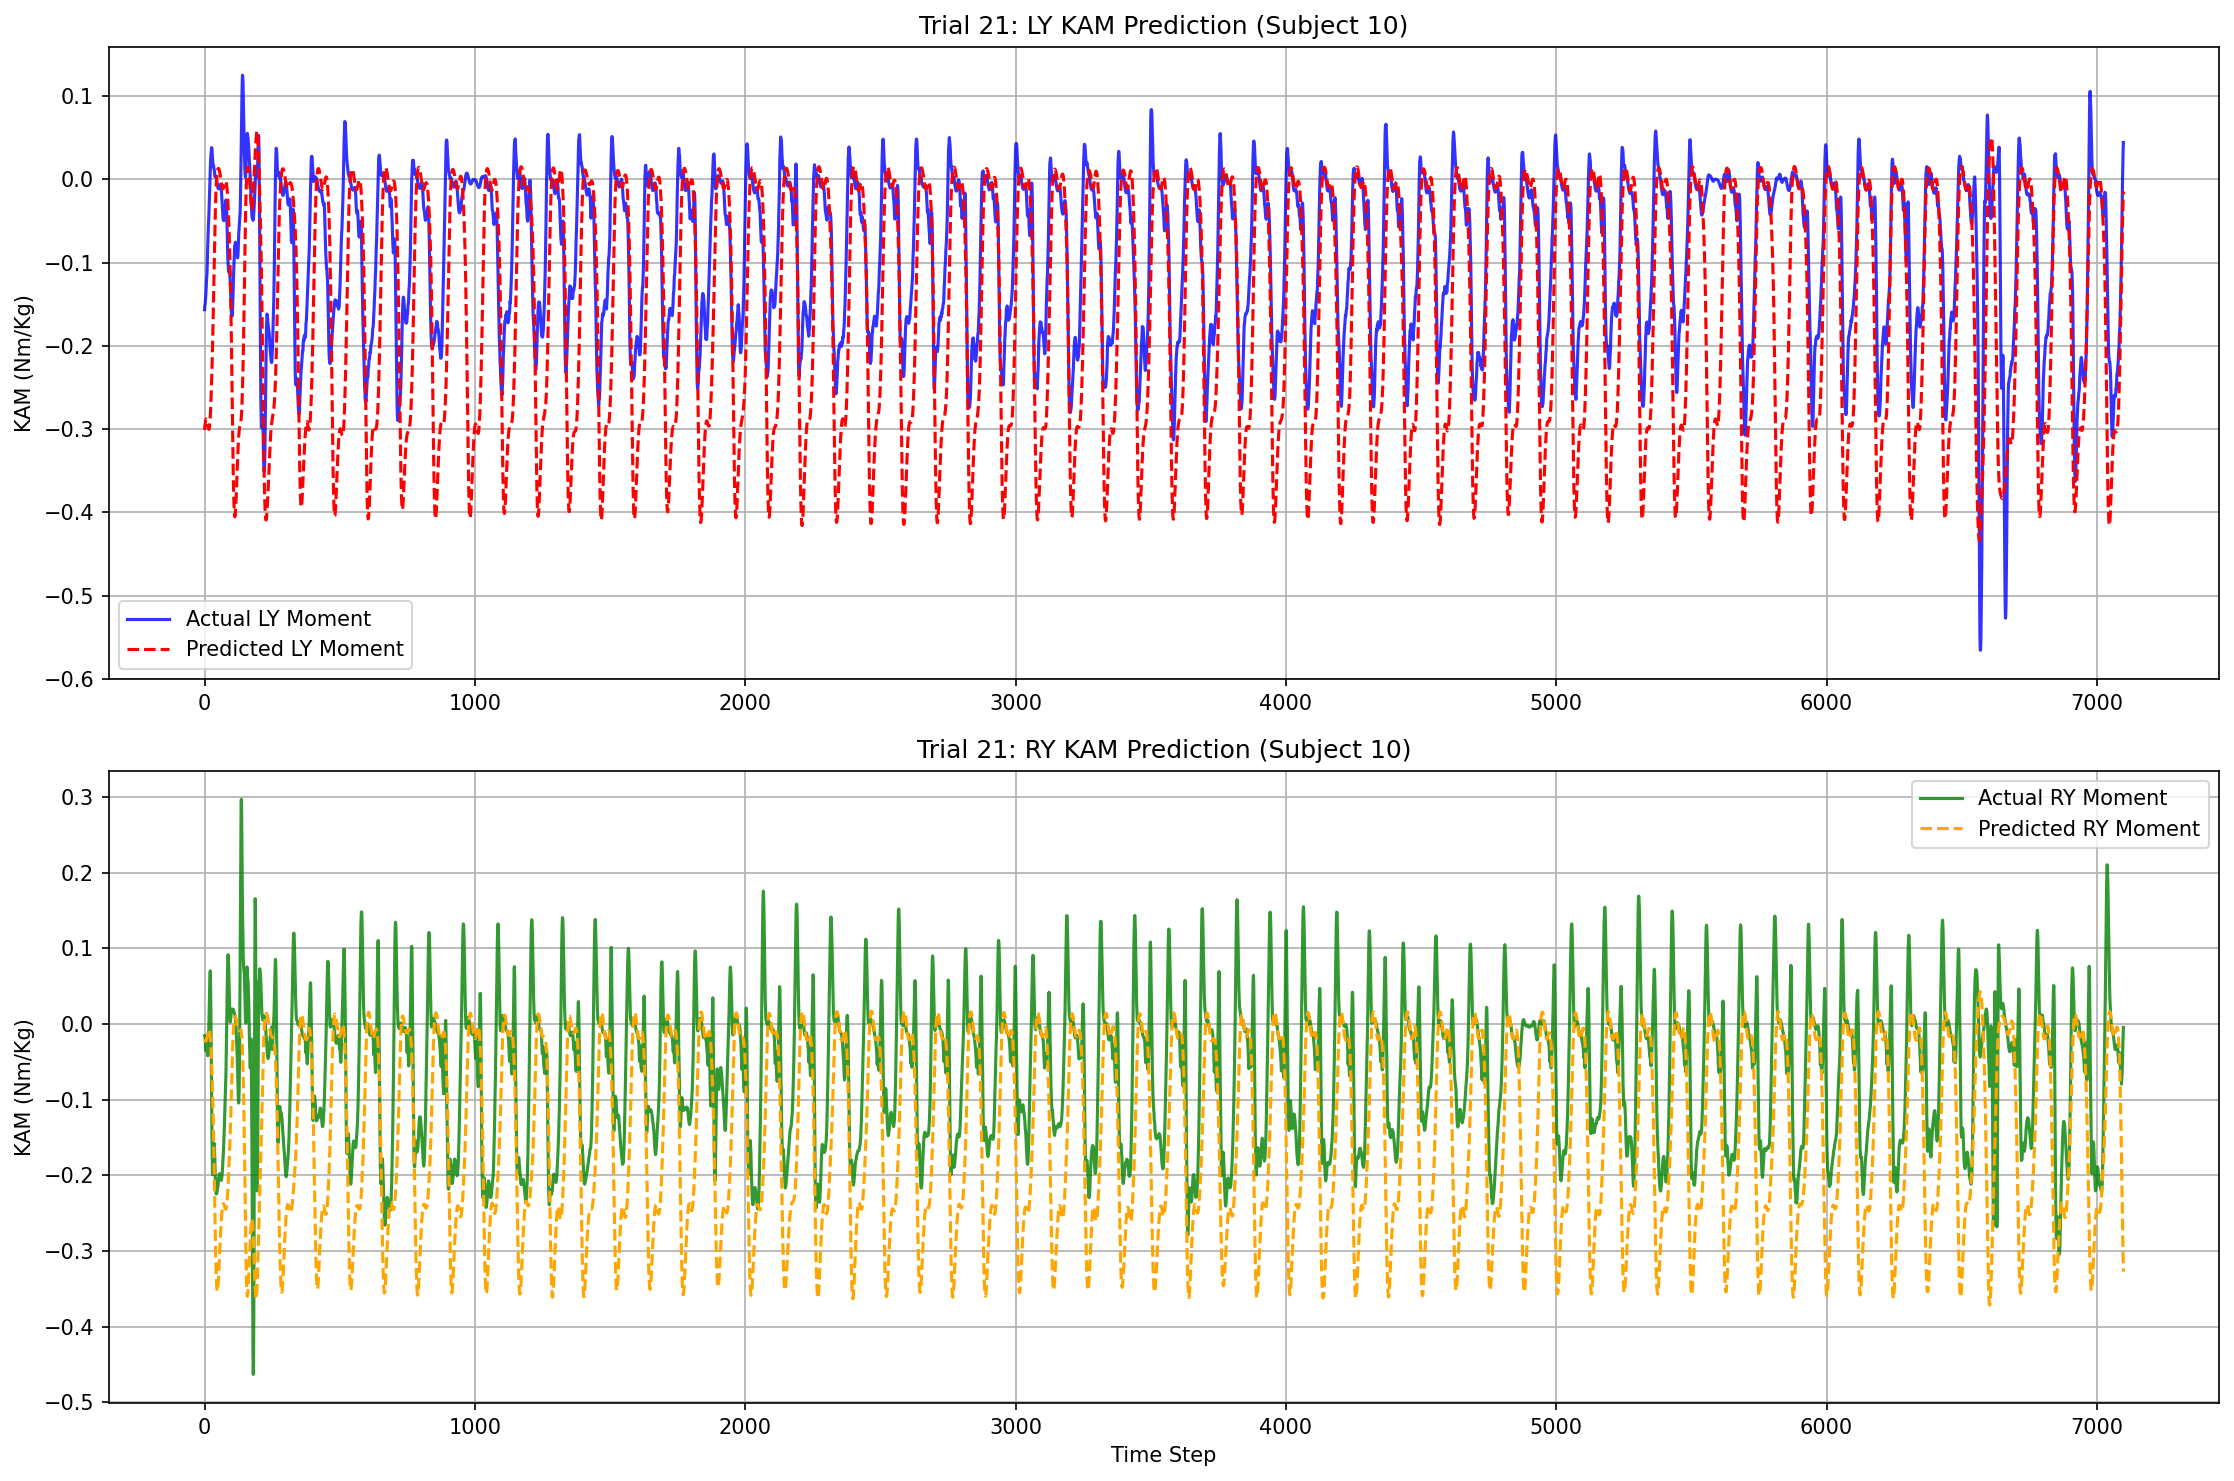 Trial 21: LY KAM Prediction (Subject 10)
KAM (Nm/Kg)
0.1
0.0
−0.1
−0.2
−0.3
−0.4
−0.5
−0.6
Actual LY Moment
Predicted LY Moment
0 1000 2000 3000 4000 5000 6000 7000
Trial 21: RY KAM Prediction (Subject 10)
KAM (Nm/Kg)
0.3
0.2
0.1
0.0
−0.1
−0.2
−0.3
−0.4
−0.5
Actual RY Moment
Predicted RY Moment
0 1000 2000 3000 4000 5000 6000 7000
Time Step